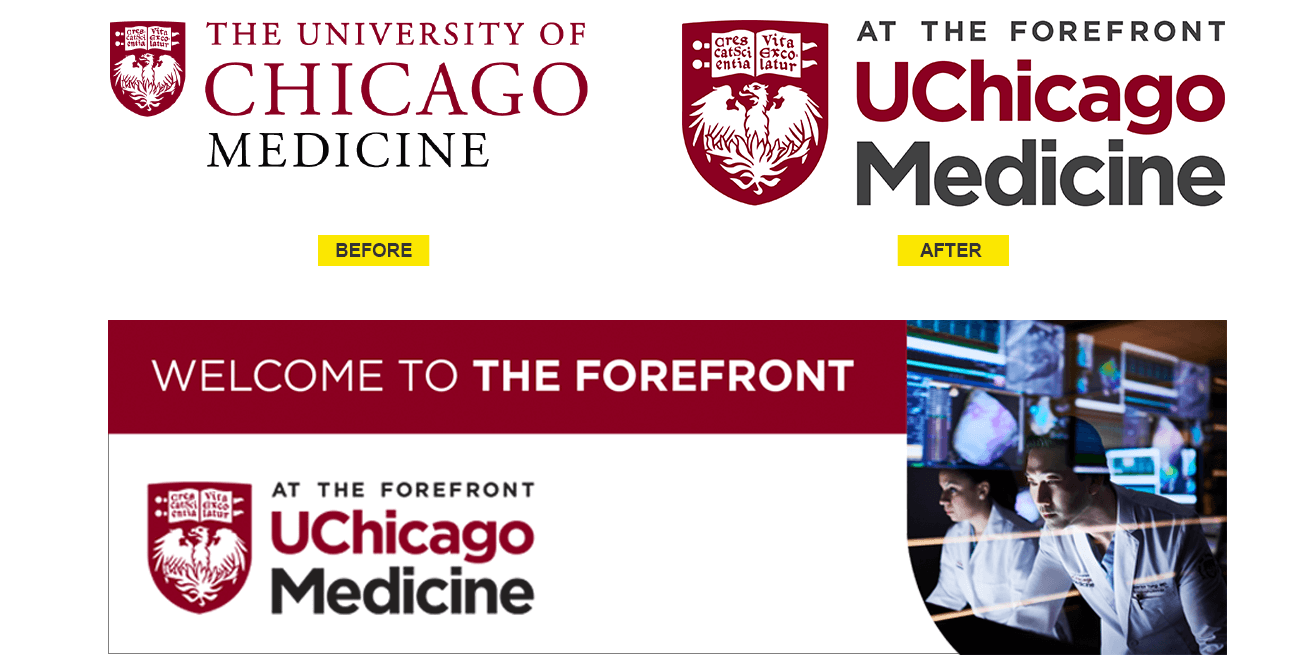 Cres
catSci
entia
Vita
Exco
latur
THE UNIVERSITY OF
CHICAGO
MEDICINE
BEFORE
Cres
catSci
entia
Vita
Exco
latur
AT THE FOREFRONT
UChicago
Medicine
AFTER
WELCOME TO THE FOREFRONT
Cres
catSci
entia
Vita
Exco
latur
AT THE FOREFRONT
UChicago
Medicine